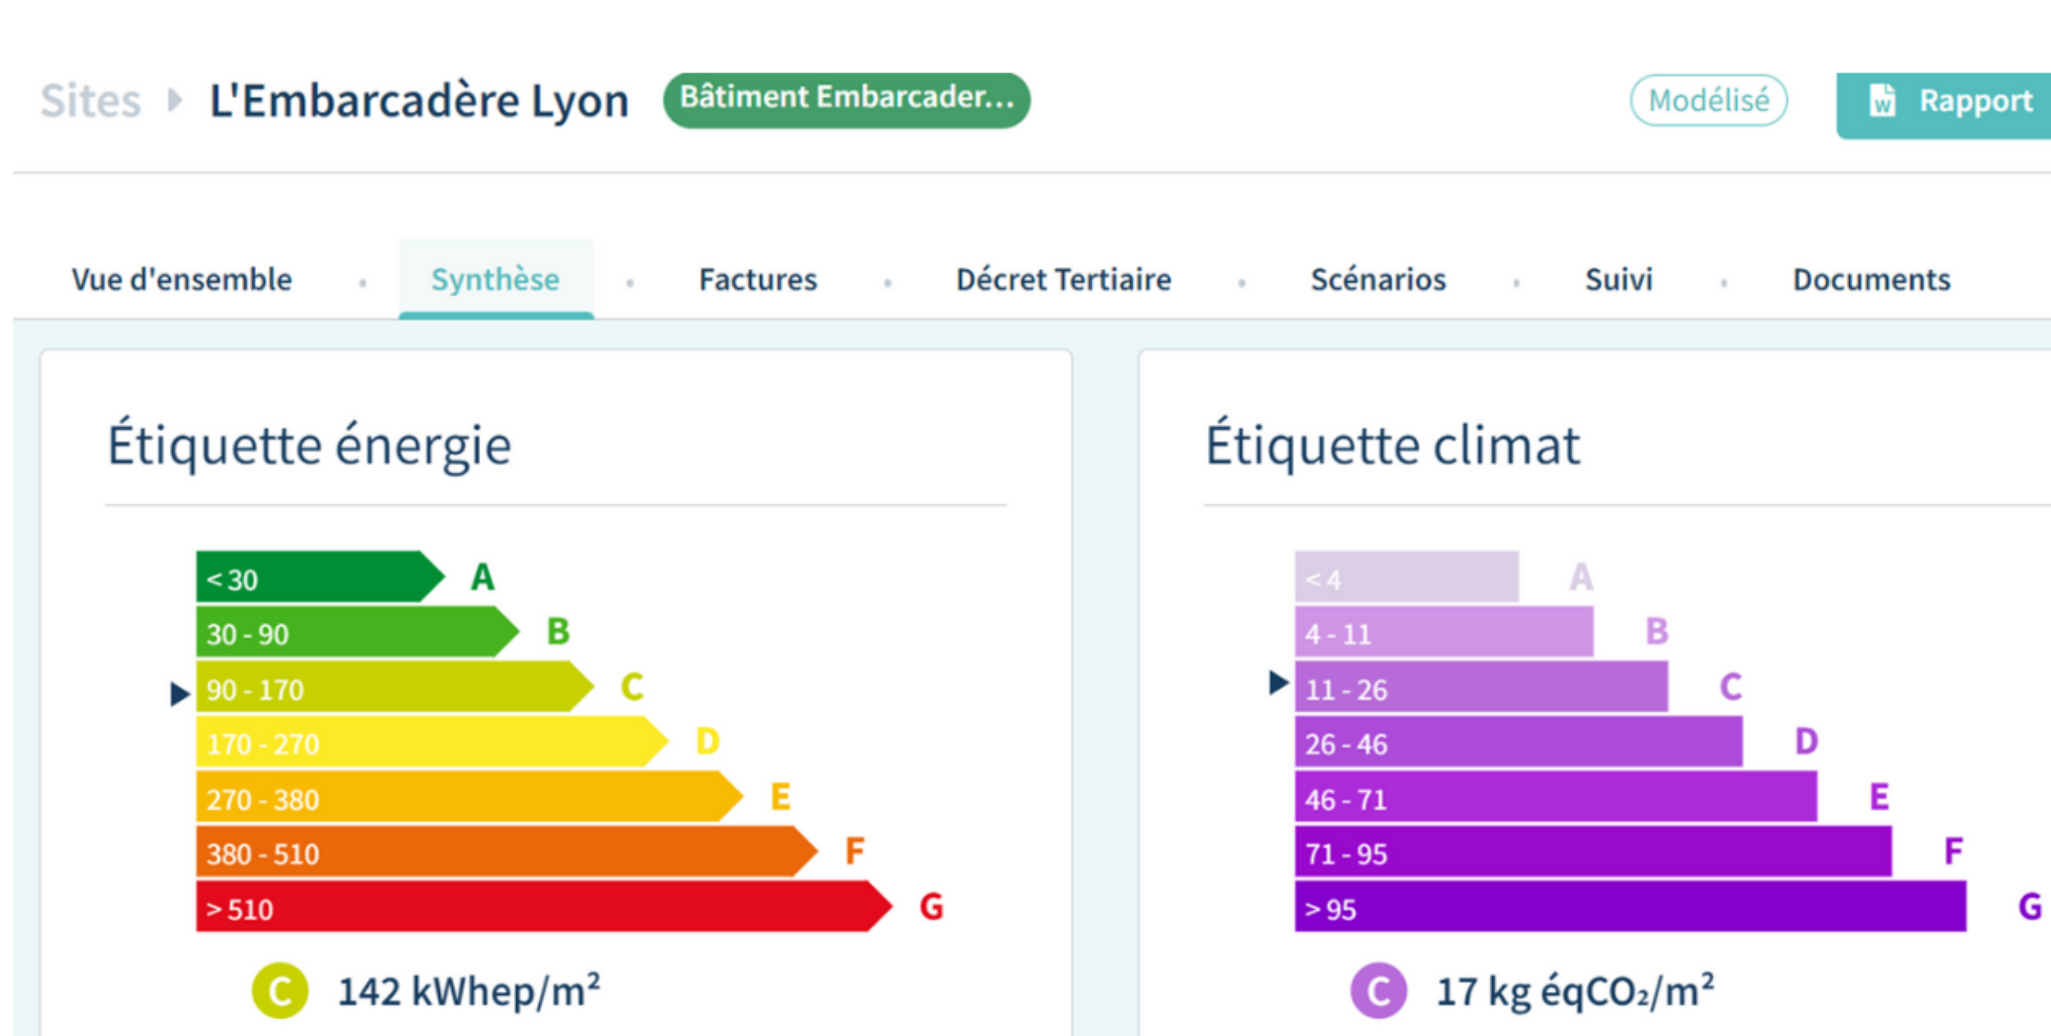 Sites L'Embarcadère Lyon Bâtiment Embarcader... Modélisé Rapport
Vue d'ensemble Synthèse Factures Décret Tertiaire Scénarios Suivi Documents
Étiquette énergie
< 30 A
30 - 90 B
90 - 170 C
170 - 270 D
270 - 380 E
380 - 510 F
> 510 G
C 142 kWhep/m²
Étiquette climat
< 4 A
4 - 11 B
11 - 26 C
26 - 46 D
46 - 71 E
71 - 95 F
> 95 G
C 17 kg éqCO₂/m²